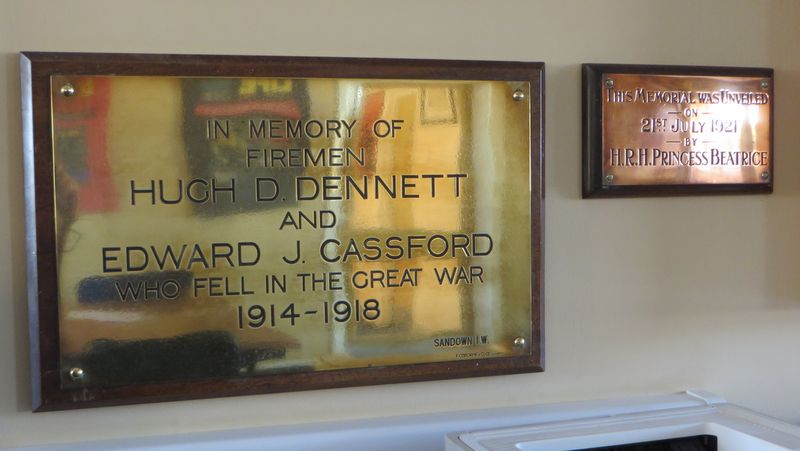 IN MEMORY OF
FIREMEN
HUGH D. DENNETT
AND
EDWARD J. CASSFORD
WHO FELL IN THE GREAT WAR
1914-1918
SANDOWN I.W.
THIS MEMORIAL WAS UNVEILED
ON
21ST JULY 1921
BY
H.R.H. PRINCESS BEATRICE